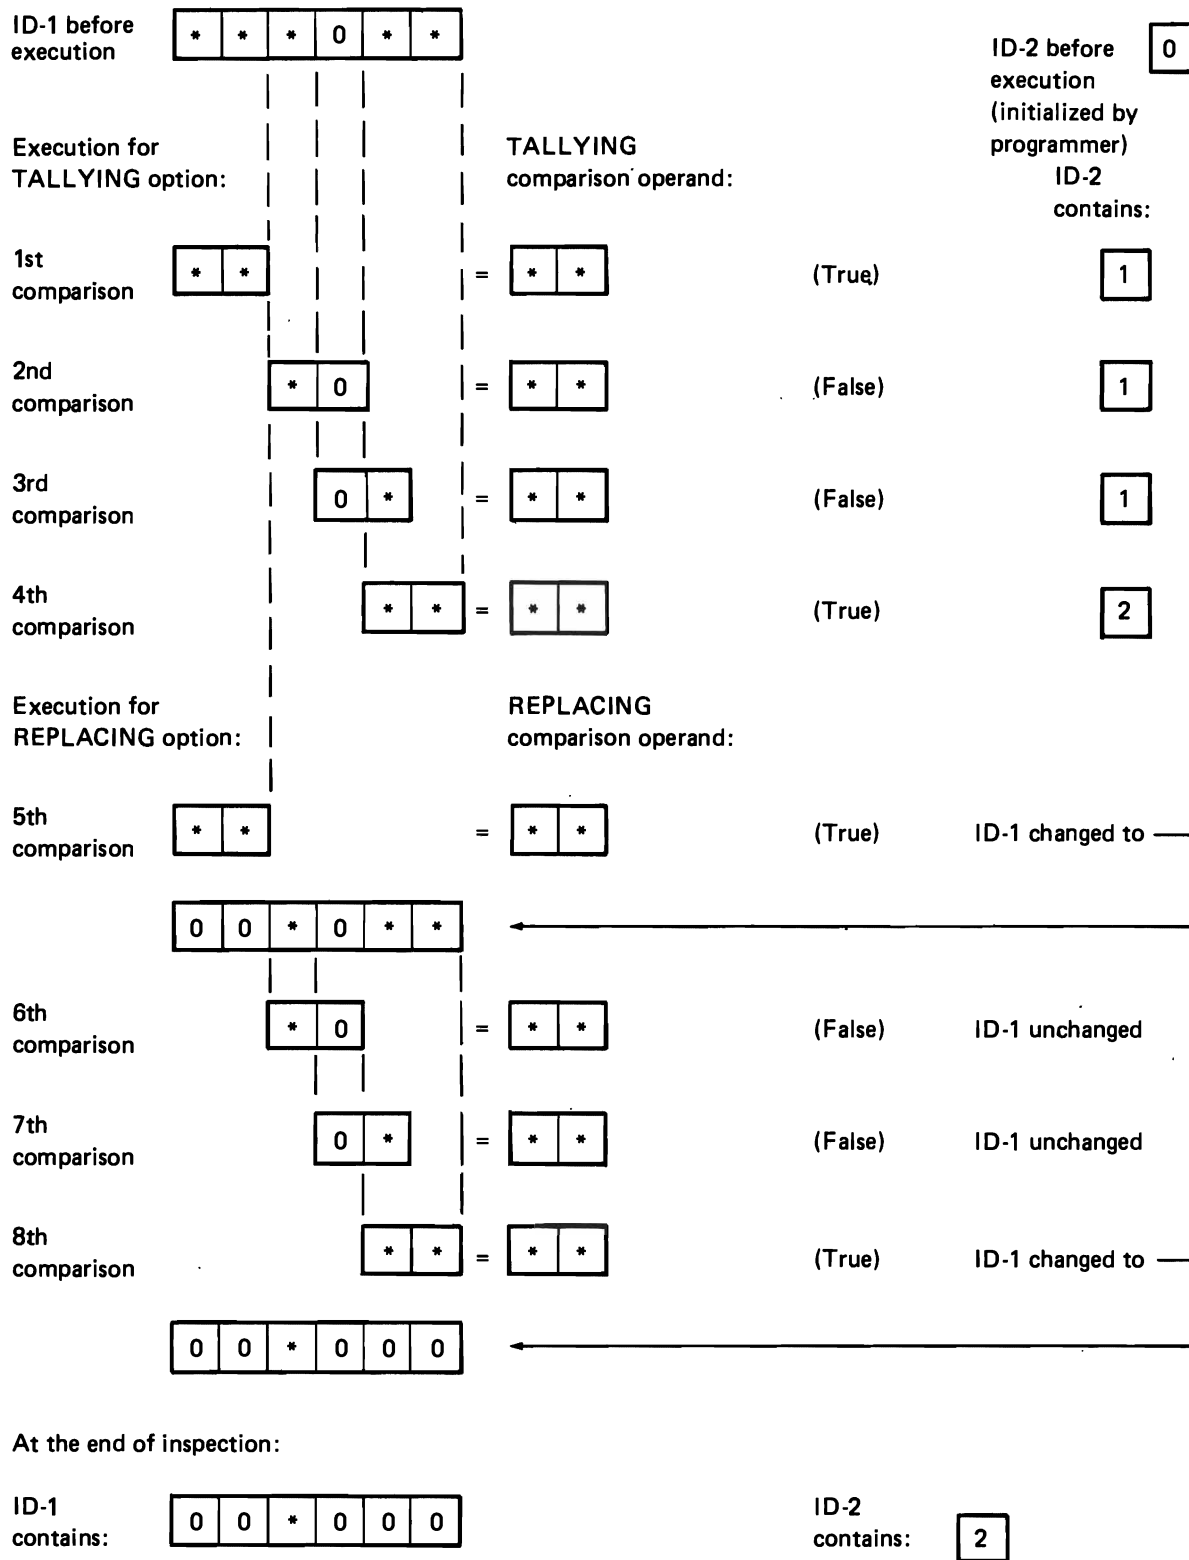 ID-1 before
execution
* * * 0 * *
ID-2 before
execution
(initialized by
programmer)
0
Execution for
TALLYING option:
TALLYING
comparison operand:
ID-2
contains:
1st
comparison
* * = * * (True) 1
2nd
comparison
* 0 = * * (False) 1
3rd
comparison
0 * = * * (False) 1
4th
comparison
* * = * * (True) 2
Execution for
REPLACING option:
REPLACING
comparison operand:
5th
comparison
* * = * * (True) ID-1 changed to
0 0 * 0 * *
6th
comparison
* 0 = * * (False) ID-1 unchanged
7th
comparison
0 * = * * (False) ID-1 unchanged
8th
comparison
* * = * * (True) ID-1 changed to
0 0 * 0 0 0
At the end of inspection:
ID-1
contains:
0 0 * 0 0 0
ID-2
contains:
2